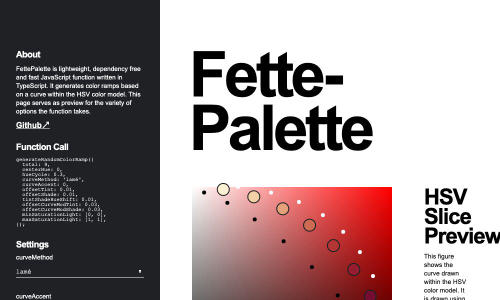 About
FettePalette is lightweight, dependency free
and fast JavaScript function written in
TypeScript. It generates color ramps based
on a curve within the HSV color model. This
page serves as preview for the variety of
options the function takes.
Github↗
Function Call
generateRandomColorRamp({
total: 9,
centerHue: 0,
hueCycle: 0.3,
curveMethod: 'lamé',
curveAccent: 0,
offsetTint: 0.01,
offsetShade: 0.01,
tintShadeHueShift: 0.01,
offsetCurveModTint: 0.03,
offsetCurveModShade: 0.03,
minSaturationLight: [0, 0],
maxSaturationLight: [1, 1],
});
Settings
curveMethod
lamé
curveAccent
Fette-
Palette
HSV
Slice
Preview
This figure
shows the
curve drawn
within the HSV
color model. It
is drawn using